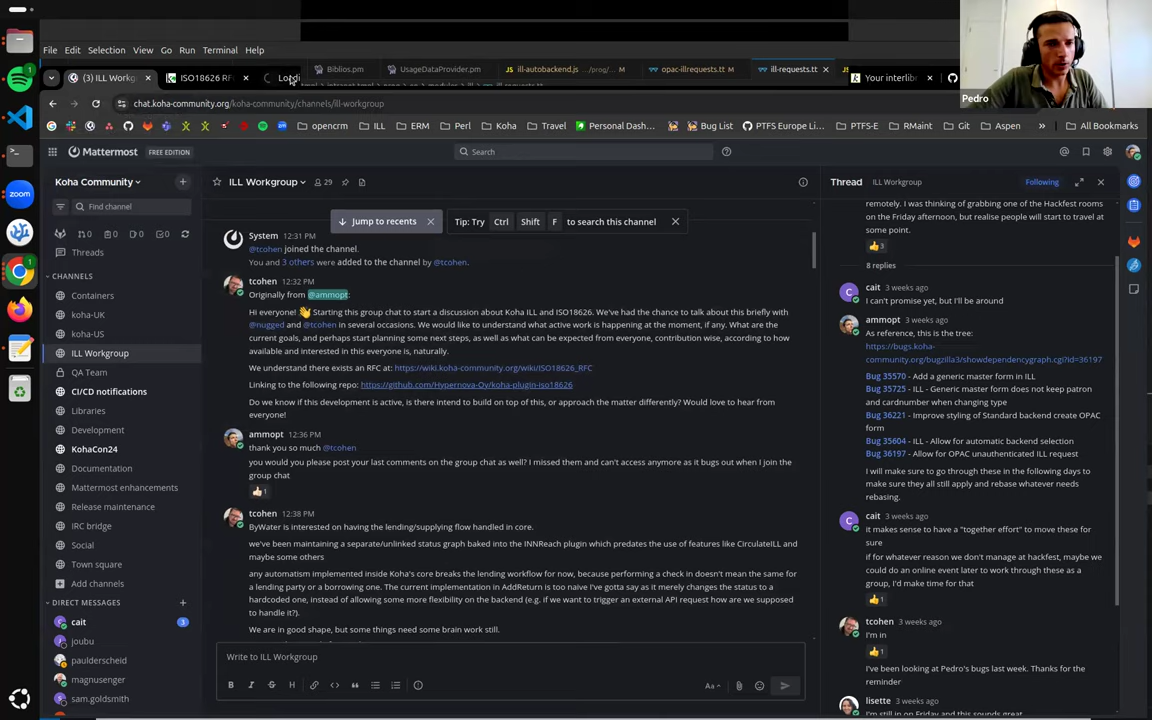 File Edit Selection View Go Run Terminal Help
(3) ILL Workg ISO18626 RF Loadi Biblios.pm UsageDataProvider.pm ill-autobackend.js .../prog/... M opac-illrequests.tt M ill-requests.tt Your interlib
Pedro
chat.koha-community.org/koha-community/channels/ill-workgroup
opencrm ILL ERM Perl Koha Travel Personal Dash... Bug List PTFS Europe Li... PTFS-E RMaint Git Aspen All Bookmarks
Mattermost FREE EDITION Search
Koha Community
Find channel
0 0 0 0
Threads
CHANNELS
Containers
koha-UK
koha-US
ILL Workgroup
QA Team
CI/CD notifications
Libraries
Development
KohaCon24
Documentation
Mattermost enhancements
Release maintenance
IRC bridge
Social
Town square
Add channels
DIRECT MESSAGES
cait 3
joubu
paulderscheid
magnusenger
sam.goldsmith
ILL Workgroup 29
Jump to recents Tip: Try Ctrl Shift F to search this channel
System 12:31 PM
@tcohen joined the channel.
You and 3 others were added to the channel by @tcohen.
tcohen 12:32 PM
Originally from @ammopt:
Hi everyone! 👋 Starting this group chat to start a discussion about Koha ILL and ISO18626. We've had the chance to talk about this briefly with
@nugged and @tcohen in several occasions. We would like to understand what active work is happening at the moment, if any. What are the
current goals, and perhaps start planning some next steps, as well as what can be expected from everyone, contribution wise, according to how
available and interested in this everyone is, naturally.
We understand there exists an RFC at: https://wiki.koha-community.org/wiki/ISO18626_RFC
Linking to the following repo: https://github.com/Hypernova-Oy/koha-plugin-iso18626
Do we know if this development is active, is there intend to build on top of this, or approach the matter differently? Would love to hear from
everyone!
ammopt 12:36 PM
thank you so much @tcohen
you would you please post your last comments on the group chat as well? I missed them and can't access anymore as it bugs out when I join the
group chat
👍 1
tcohen 12:38 PM
ByWater is interested on having the lending/supplying flow handled in core.
we've been maintaining a separate/unlinked status graph baked into the INNReach plugin which predates the use of features like CirculateILL and
maybe some others
any automatism implemented inside Koha's core breaks the lending workflow for now, because performing a check in doesn't mean the same for
a lending party or a borrowing one. The current implementation in AddReturn is too naive I've gotta say as it merely changes the status to a
hardcoded one, instead of allowing some more flexibility on the backend (e.g. if we want to trigger an external API request how are we supposed
to handle it?).
We are in good shape, but some things need some brain work still.
Write to ILL Workgroup
B I S H Aa
Thread ILL Workgroup Following
remotely. I was thinking of grabbing one of the Hackfest rooms
on the Friday afternoon, but realise people will start to travel at
some point.
👍 3
8 replies
cait 3 weeks ago
I can't promise yet, but I'll be around
ammopt 3 weeks ago
As reference, this is the tree:
https://bugs.koha-
community.org/bugzilla3/showdependencygraph.cgi?id=36197
Bug 35570 - Add a generic master form in ILL
Bug 35725 - ILL - Generic master form does not keep patron
and cardnumber when changing type
Bug 36221 - Improve styling of Standard backend create OPAC
form
Bug 35604 - ILL - Allow for automatic backend selection
Bug 36197 - Allow for OPAC unauthenticated ILL request
I will make sure to go through these in the following days to
make sure they all still apply and rebase whatever needs
rebasing.
cait 3 weeks ago
it makes sense to have a "together effort" to move these for
sure
if for whatever reason we don't manage at hackfest, maybe we
could do an online event later to work through these as a
group, I'd make time for that
👍 1
tcohen 3 weeks ago
I'm in
👍 1
I've been looking at Pedro's bugs last week. Thanks for the
reminder
lisette 3 weeks ago
I'm still in on Friday and this sounds great